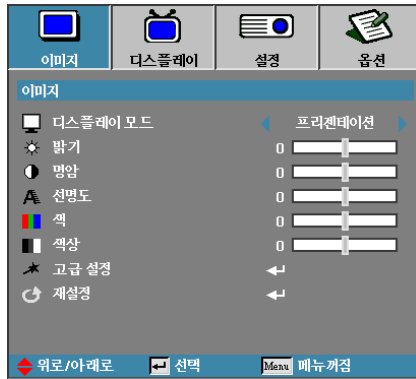 이미지 디스플레이 설정 옵션
이미지
디스플레이 모드 프리젠테이션
밝기 0
명암 0
선명도 0
색 0
색상 0
고급 설정
재설정
위로/아래로 선택 Menu 메뉴꺼짐